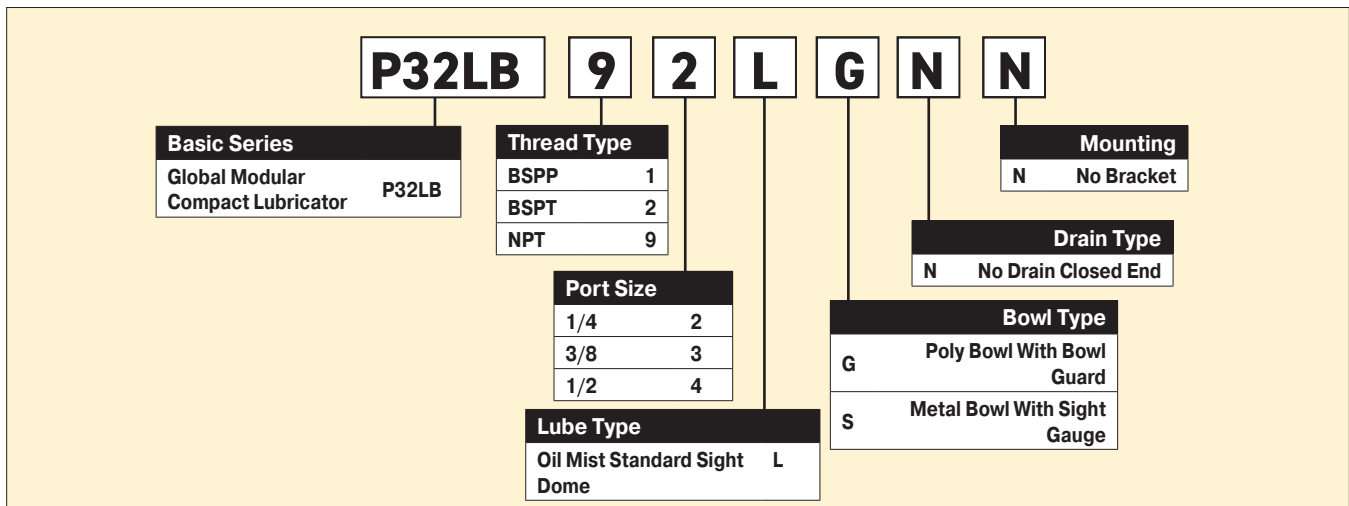 P32LB 9 2 L G N N
Basic Series
Global Modular
Compact Lubricator P32LB
Thread Type
BSPP 1
BSPT 2
NPT 9
Port Size
1/4 2
3/8 3
1/2 4
Lube Type
Oil Mist Standard Sight L
Dome
Mounting
N No Bracket
Drain Type
N No Drain Closed End
Bowl Type
G Poly Bowl With Bowl
Guard
S Metal Bowl With Sight
Gauge